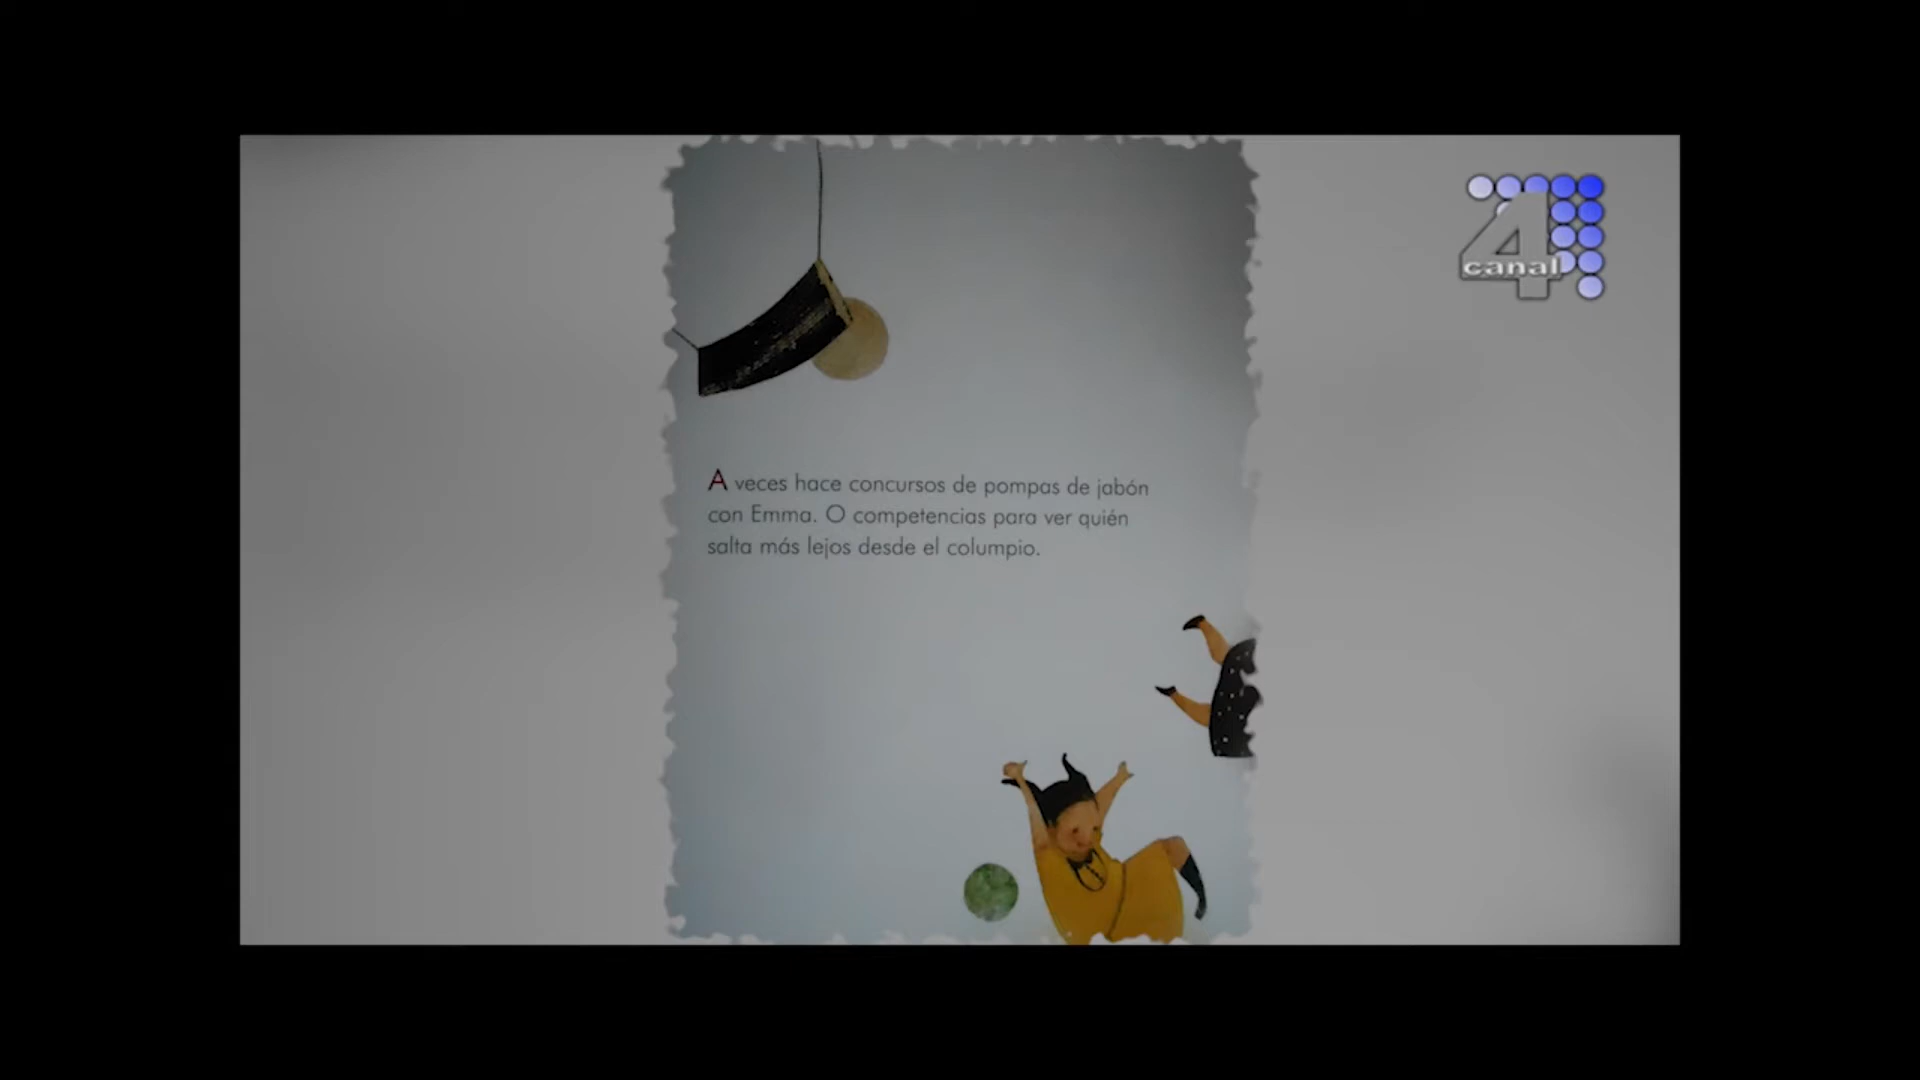 4
canal
A veces hace concursos de pompas de jabón
con Emma. O competencias para ver quién
salta más lejos desde el columpio.